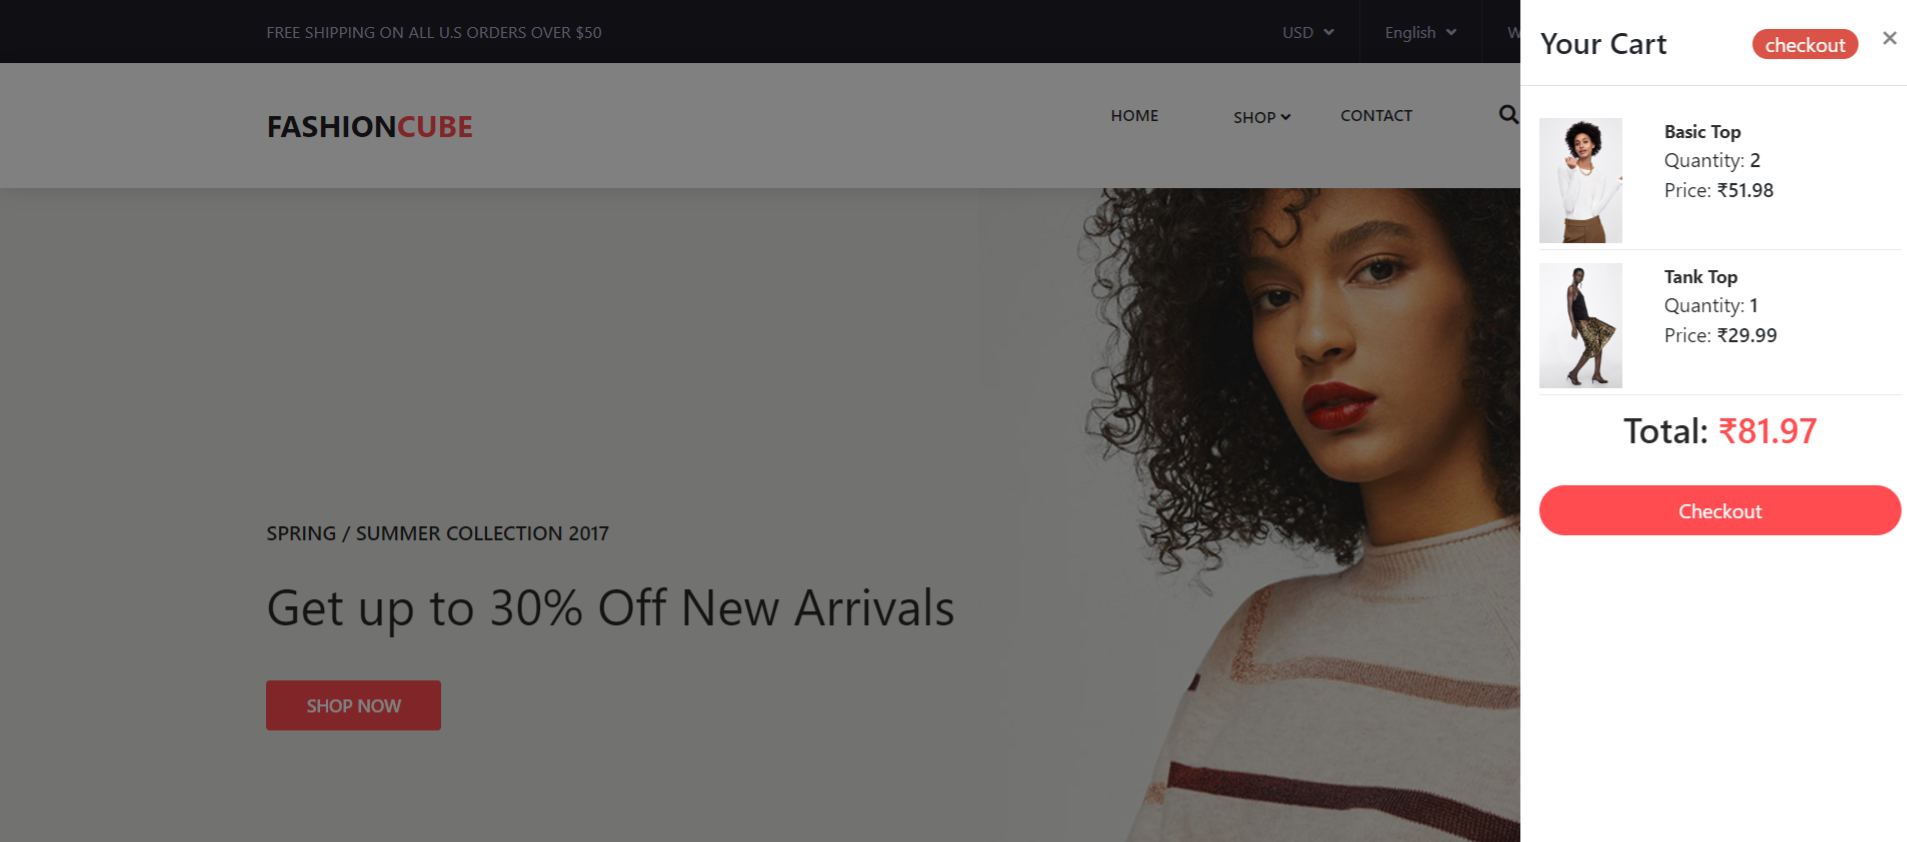 FREE SHIPPING ON ALL U.S ORDERS OVER $50
USD
English
FASHIONCUBE
HOME
SHOP
CONTACT
SPRING / SUMMER COLLECTION 2017
Get up to 30% Off New Arrivals
SHOP NOW
Your Cart
checkout
×
Basic Top
Quantity: 2
Price: ₹51.98
Tank Top
Quantity: 1
Price: ₹29.99
Total: ₹81.97
Checkout